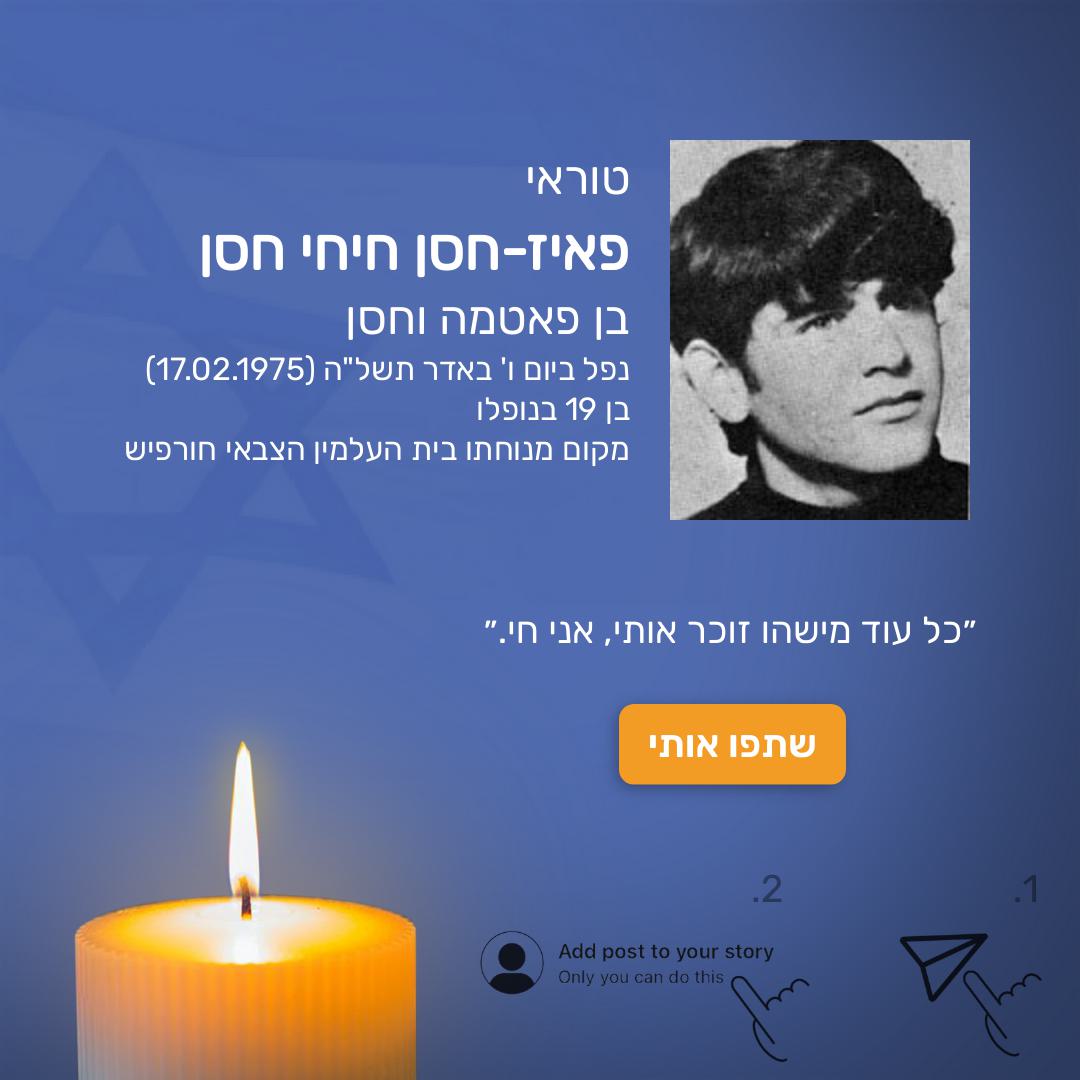 טוראי
פאיז-חסן חיחי חסן
בן פאטמה וחסן
נפל ביום ו' באדר תשל"ה (17.02.1975)
בן 19 בנופלו
מקום מנוחתו בית העלמין הצבאי חורפיש
״כל עוד מישהו זוכר אותי, אני חי.״
שתפו אותי
1.
2.
Add post to your story
Only you can do this